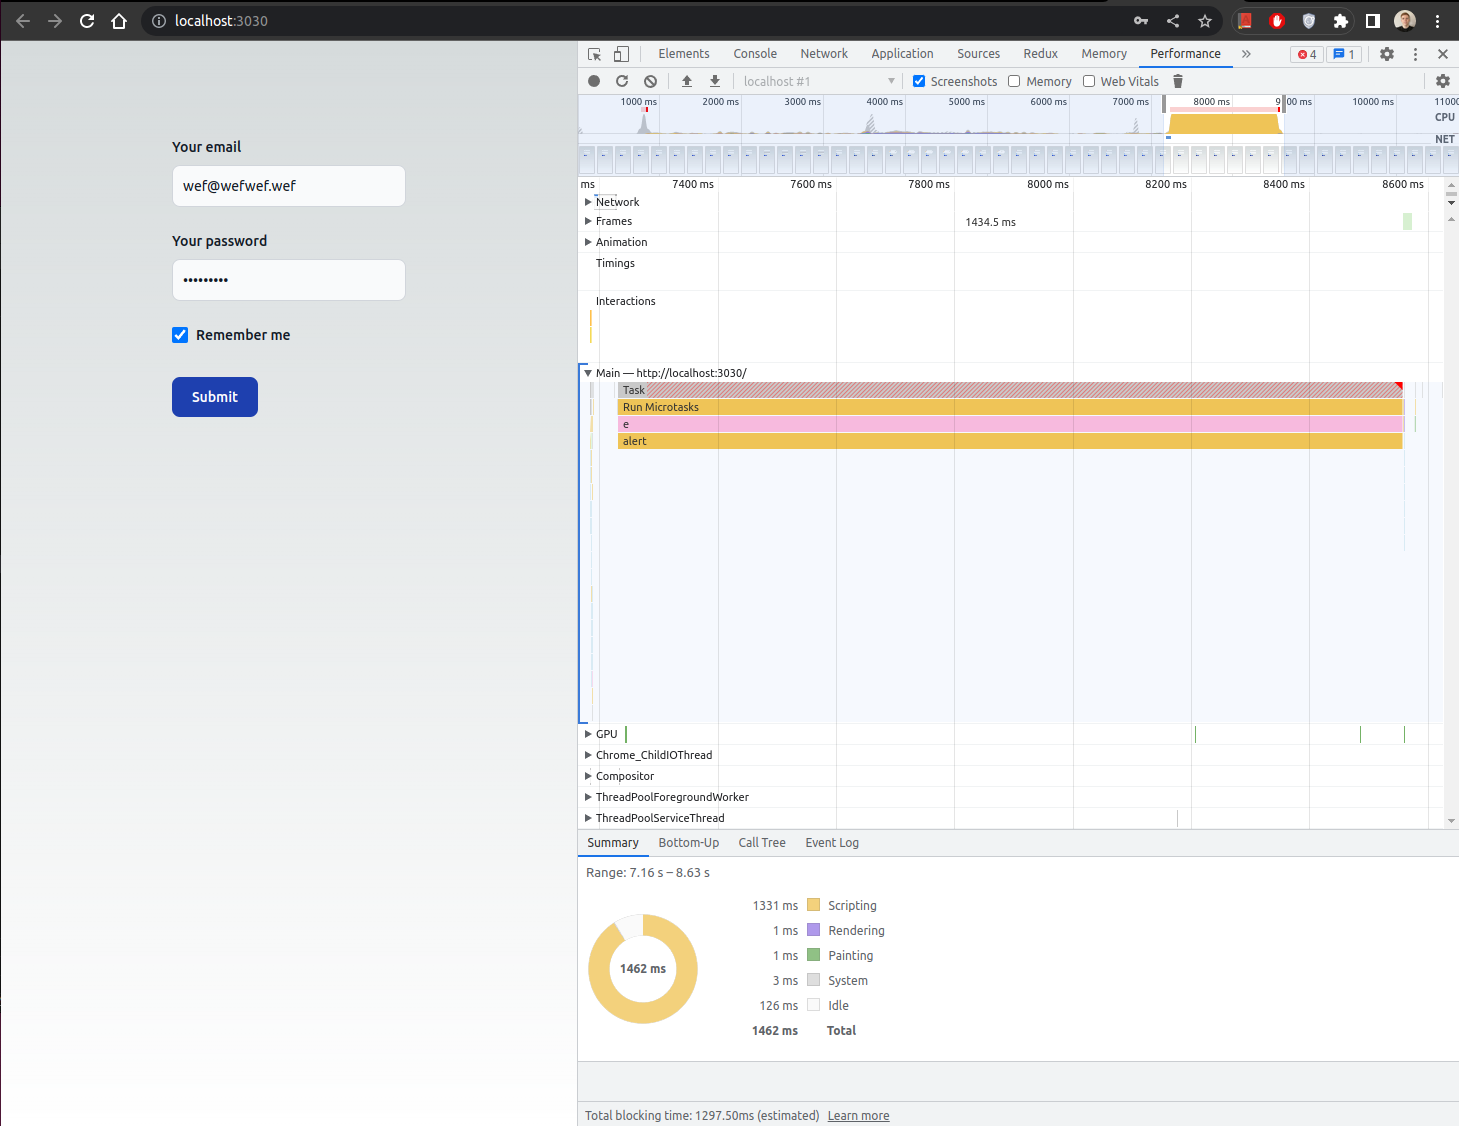 localhost:3030
Your email
wef@wefwef.wef
Your password
•••••••••
Remember me
Submit
Elements Console Network Application Sources Redux Memory Performance » 4 1
localhost #1 Screenshots Memory Web Vitals
1000 ms 2000 ms 3000 ms 4000 ms 5000 ms 6000 ms 7000 ms 8000 ms 9 00 ms 10000 ms 11000
CPU
NET
ms 7400 ms 7600 ms 7800 ms 8000 ms 8200 ms 8400 ms 8600 ms
Network
Frames 1434.5 ms
Animation
Timings
Interactions
Main — http://localhost:3030/
Task
Run Microtasks
e
alert
GPU
Chrome_ChildIOThread
Compositor
ThreadPoolForegroundWorker
ThreadPoolServiceThread
Summary Bottom-Up Call Tree Event Log
Range: 7.16 s – 8.63 s
1462 ms
1331 ms Scripting
1 ms Rendering
1 ms Painting
3 ms System
126 ms Idle
1462 ms Total
Total blocking time: 1297.50ms (estimated) Learn more